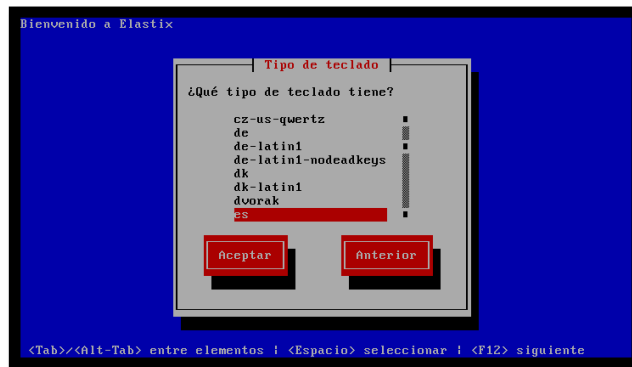 Bienvenido a Elastix
Tipo de teclado
¿Qué tipo de teclado tiene?
cz-us-qwertz
de
de-latin1
de-latin1-nodeadkeys
dk
dk-latin1
dvorak
es
Aceptar
Anterior
<Tab>/<Alt-Tab> entre elementos | <Espacio> seleccionar | <F12> siguiente